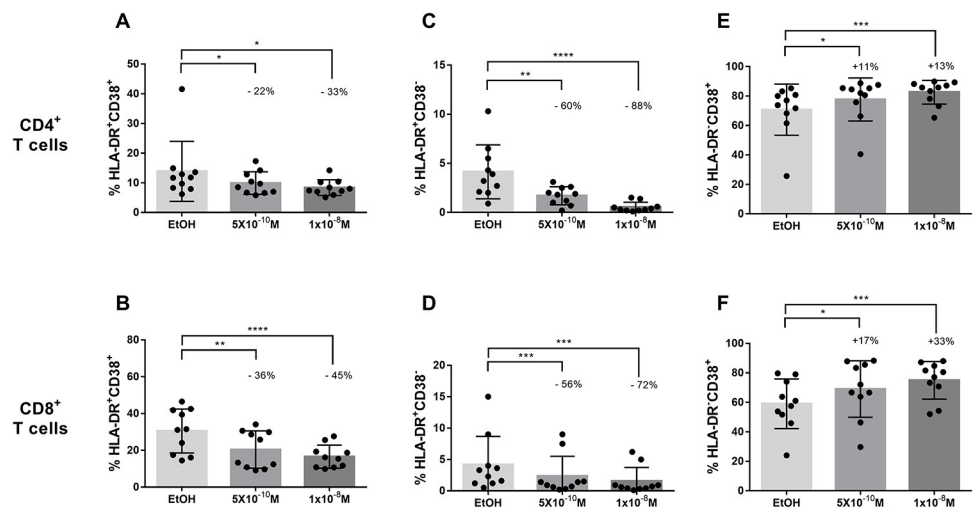 CD4⁺
T cells
A
% HLA-DR⁺CD38⁺
50
40
30
20
10
0
*
*
- 22%
- 33%
EtOH
5X10⁻¹⁰M
1x10⁻⁸M
C
% HLA-DR⁺CD38⁻
15
10
5
0
****
**
- 60%
- 88%
EtOH
5X10⁻¹⁰M
1x10⁻⁸M
E
% HLA-DR⁻CD38⁺
100
80
60
40
20
0
***
*
+11%
+13%
EtOH
5X10⁻¹⁰M
1x10⁻⁸M
CD8⁺
T cells
B
% HLA-DR⁺CD38⁺
80
60
40
20
0
****
**
- 36%
- 45%
EtOH
5X10⁻¹⁰M
1x10⁻⁸M
D
% HLA-DR⁺CD38⁻
20
15
10
5
0
***
***
- 56%
- 72%
EtOH
5X10⁻¹⁰M
1x10⁻⁸M
F
% HLA-DR⁻CD38⁺
100
80
60
40
20
0
***
*
+17%
+33%
EtOH
5X10⁻¹⁰M
1x10⁻⁸M